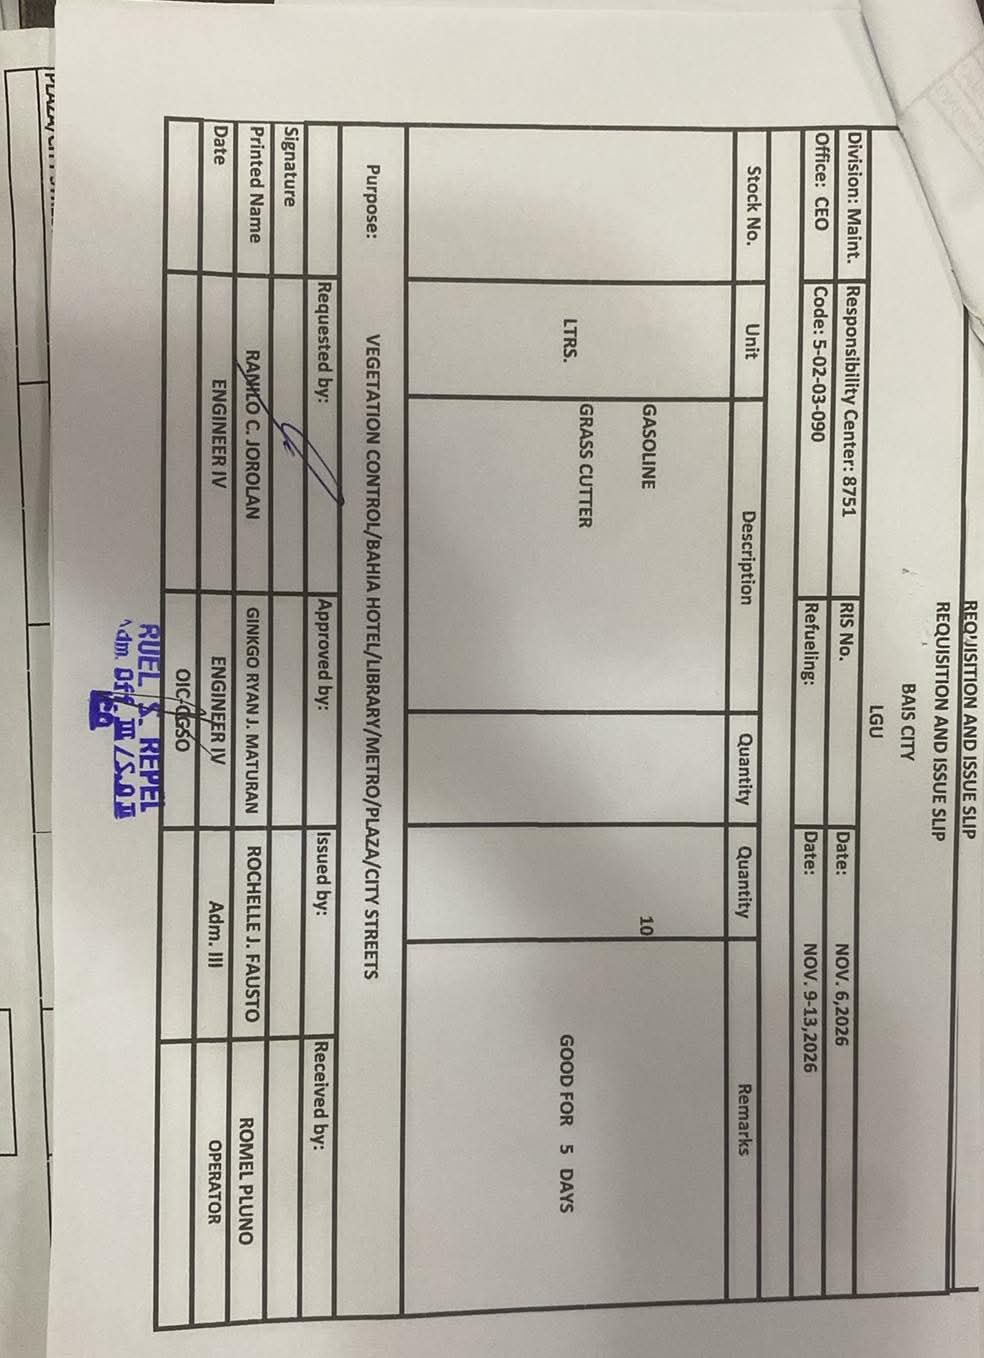 REQUISITION AND ISSUE SLIP
REQUISITION AND ISSUE SLIP
BAIS CITY
LGU
Division: Maint. Responsibility Center: 8751 RIS No. Date: NOV. 6,2026
Office: CEO Code: 5-02-03-090 Refueling: Date: NOV. 9-13,2026
Stock No. Unit Description Quantity Quantity Remarks
GASOLINE 10
LTRS. GRASS CUTTER GOOD FOR 5 DAYS
Purpose: VEGETATION CONTROL/BAHIA HOTEL/LIBRARY/METRO/PLAZA/CITY STREETS
Requested by: Approved by: Issued by: Received by:
Signature
Printed Name RANILO C. JOROLAN GINKGO RYAN J. MATURAN ROCHELLE J. FAUSTO ROMEL PLUNO
Date ENGINEER IV ENGINEER IV Adm. III OPERATOR
OIC-CGSO
RUEL S. REPEL
Adm. Off. III / S.O II